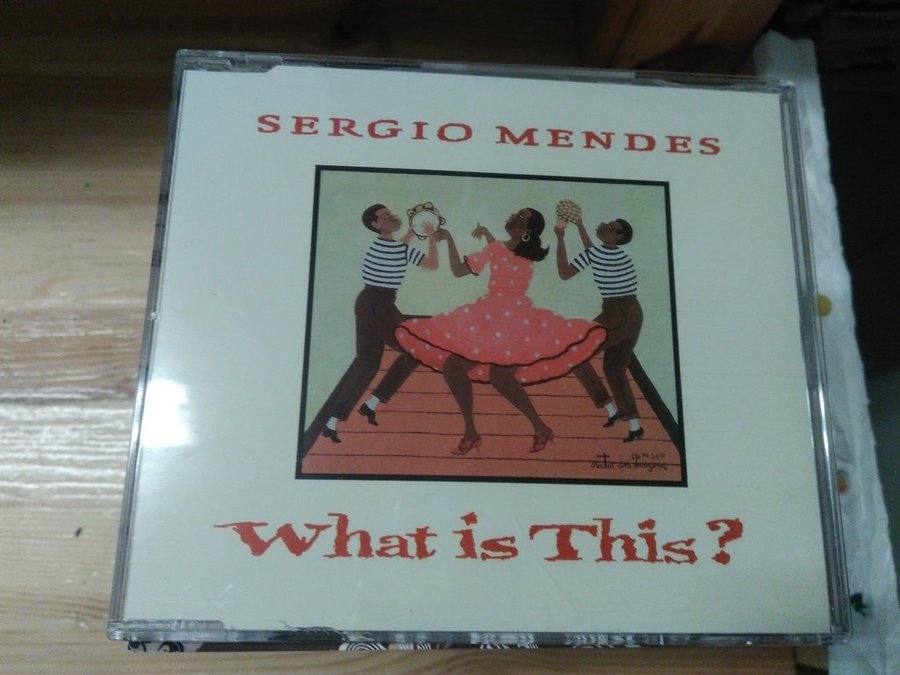 SERGIO MENDES
What is This?